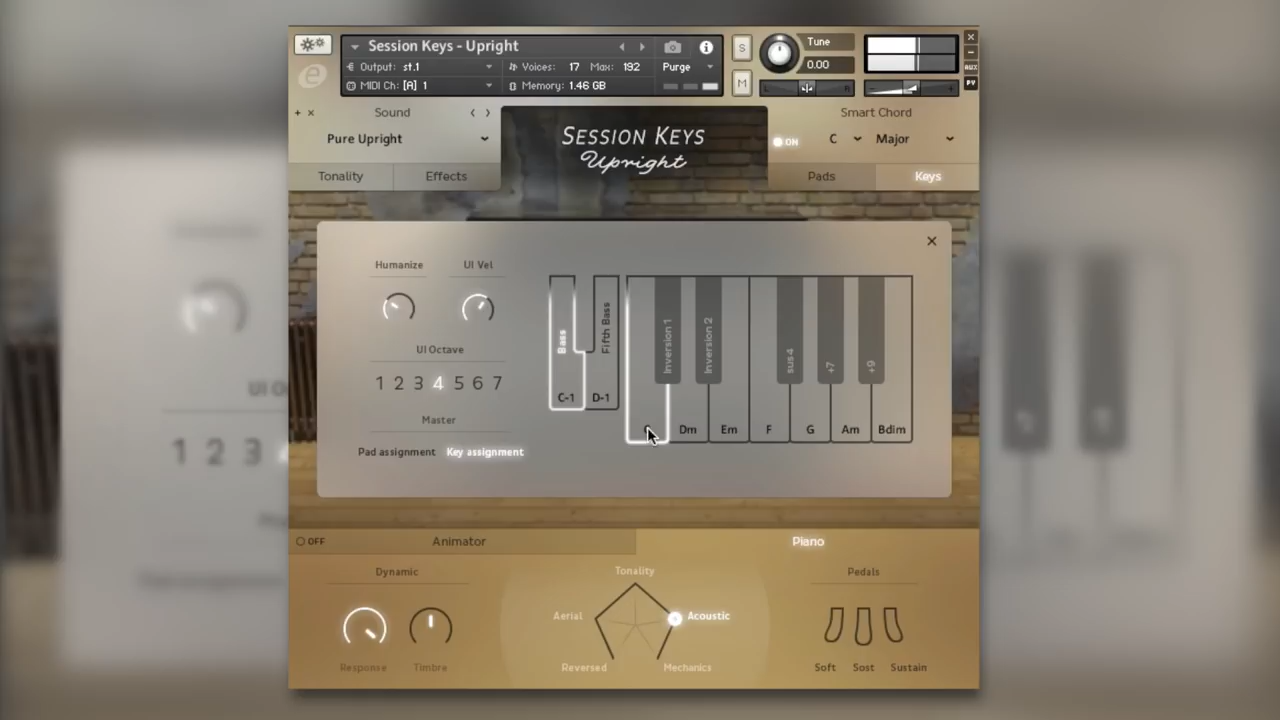 Session Keys - Upright
Output: st.1
Voices: 17 Max: 192
Purge
MIDI Ch: [A] 1
Memory: 1.46 GB
S
M
Tune
0.00
L R
AUX
PV
+ × Sound < >
Pure Upright
Tonality Effects
SESSION KEYS
Upright
Smart Chord
ON C Major
Pads Keys
Humanize UI Vel
UI Octave
1 2 3 4 5 6 7
Master
Pad assignment Key assignment
Bass
Fifth Bass
Inversion 1
Inversion 2
sus4
+7
+9
C-1 D-1
Dm Em F G Am Bdim
OFF Animator Piano
Dynamic
Response Timbre
Tonality
Aerial Acoustic
Reversed Mechanics
Pedals
Soft Sost Sustain